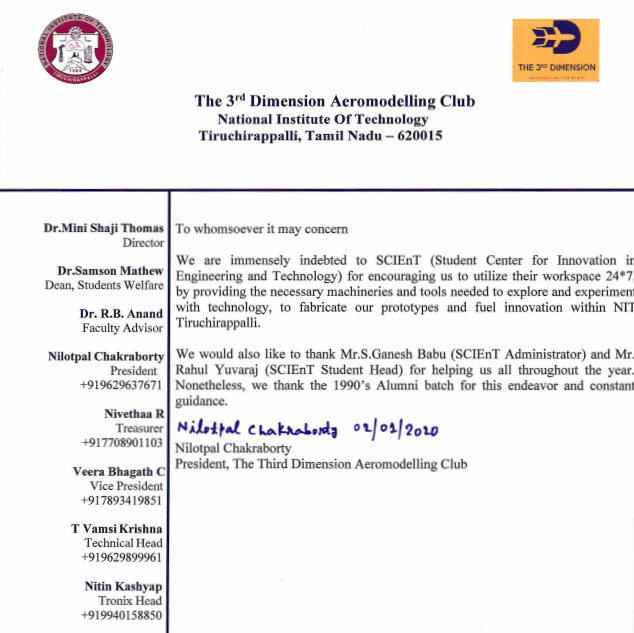 NATIONAL INSTITUTE OF TECHNOLOGY
1964
TIRUCHIRAPPALLI
THE 3RD DIMENSION
The 3rd Dimension Aeromodelling Club
National Institute Of Technology
Tiruchirappalli, Tamil Nadu – 620015
Dr.Mini Shaji Thomas
Director
Dr.Samson Mathew
Dean, Students Welfare
Dr. R.B. Anand
Faculty Advisor
Nilotpal Chakraborty
President
+919629637671
Nivethaa R
Treasurer
+917708901103
Veera Bhagath C
Vice President
+917893419851
T Vamsi Krishna
Technical Head
+919629899961
Nitin Kashyap
Tronix Head
+919940158850
To whomsoever it may concern
We are immensely indebted to SCIEnT (Student Center for Innovation in
Engineering and Technology) for encouraging us to utilize their workspace 24*7,
by providing the necessary machineries and tools needed to explore and experiment
with technology, to fabricate our prototypes and fuel innovation within NIT
Tiruchirappalli.
We would also like to thank Mr.S.Ganesh Babu (SCIEnT Administrator) and Mr.
Rahul Yuvaraj (SCIEnT Student Head) for helping us all throughout the year.
Nonetheless, we thank the 1990's Alumni batch for this endeavor and constant
guidance.
Nilotpal Chakraborty 02/01/2020
Nilotpal Chakraborty
President, The Third Dimension Aeromodelling Club